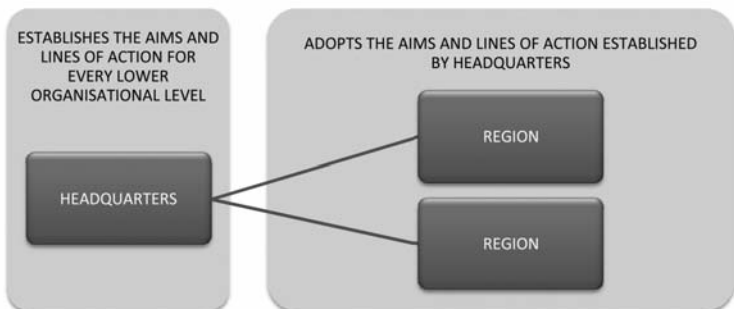 ESTABLISHES THE AIMS AND
LINES OF ACTION FOR
EVERY LOWER
ORGANISATIONAL LEVEL
HEADQUARTERS
ADOPTS THE AIMS AND LINES OF ACTION ESTABLISHED
BY HEADQUARTERS
REGION
REGION